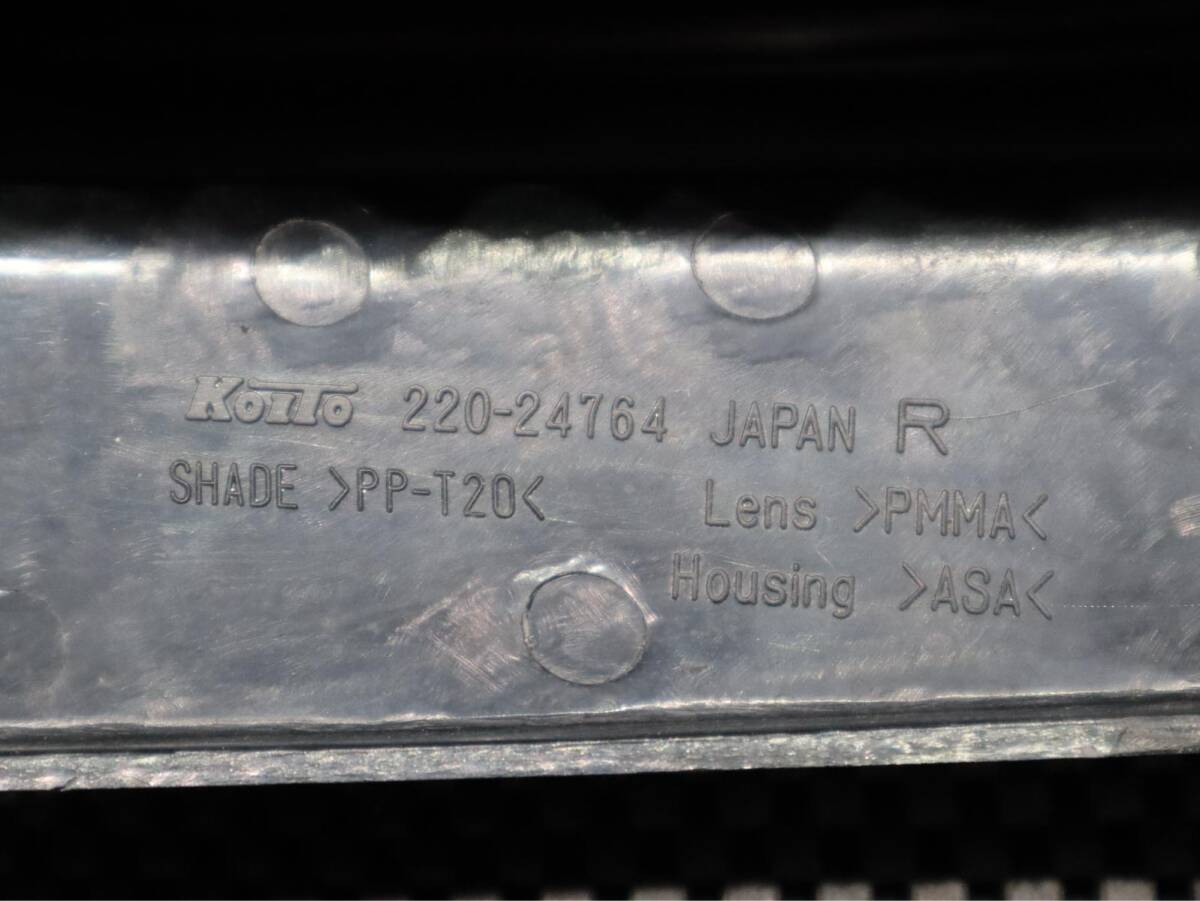 KOITO 220-24764 JAPAN R
SHADE >PP-T20< Lens >PMMA<
Housing >ASA<